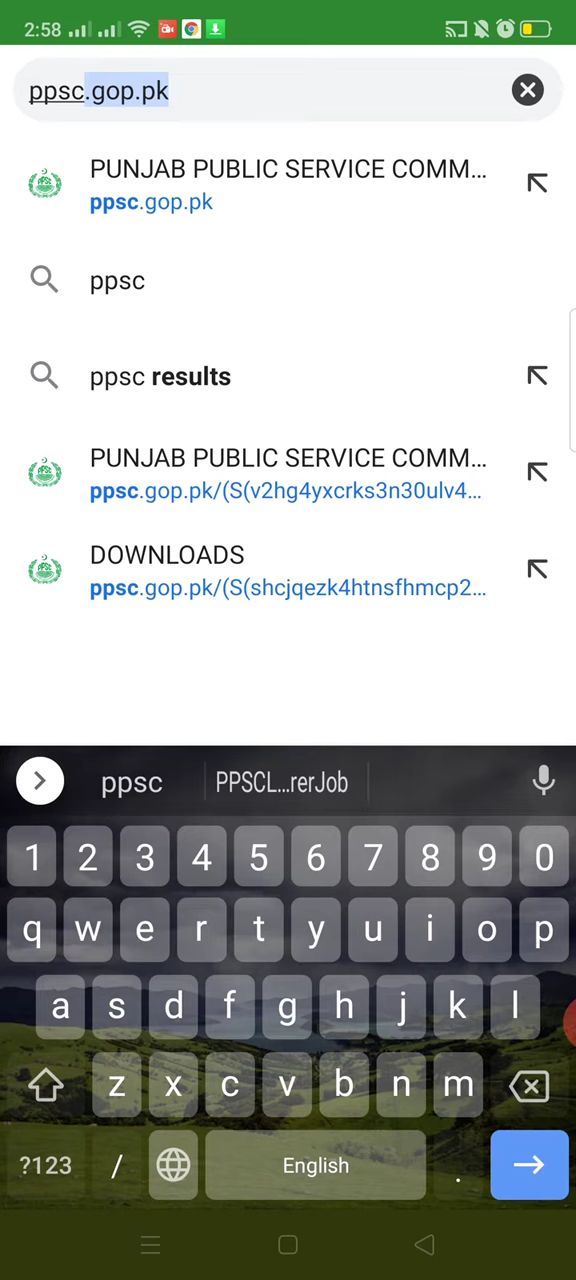 2:58
ppsc.gop.pk
PUNJAB PUBLIC SERVICE COMM...
ppsc.gop.pk
ppsc
ppsc results
PUNJAB PUBLIC SERVICE COMM...
ppsc.gop.pk/(S(v2hg4yxcrks3n30ulv4...
DOWNLOADS
ppsc.gop.pk/(S(shcjqezk4htnsfhmcp2...
ppsc PPSCL...rerJob
1 2 3 4 5 6 7 8 9 0
q w e r t y u i o p
a s d f g h j k l
z x c v b n m
?123 / English .